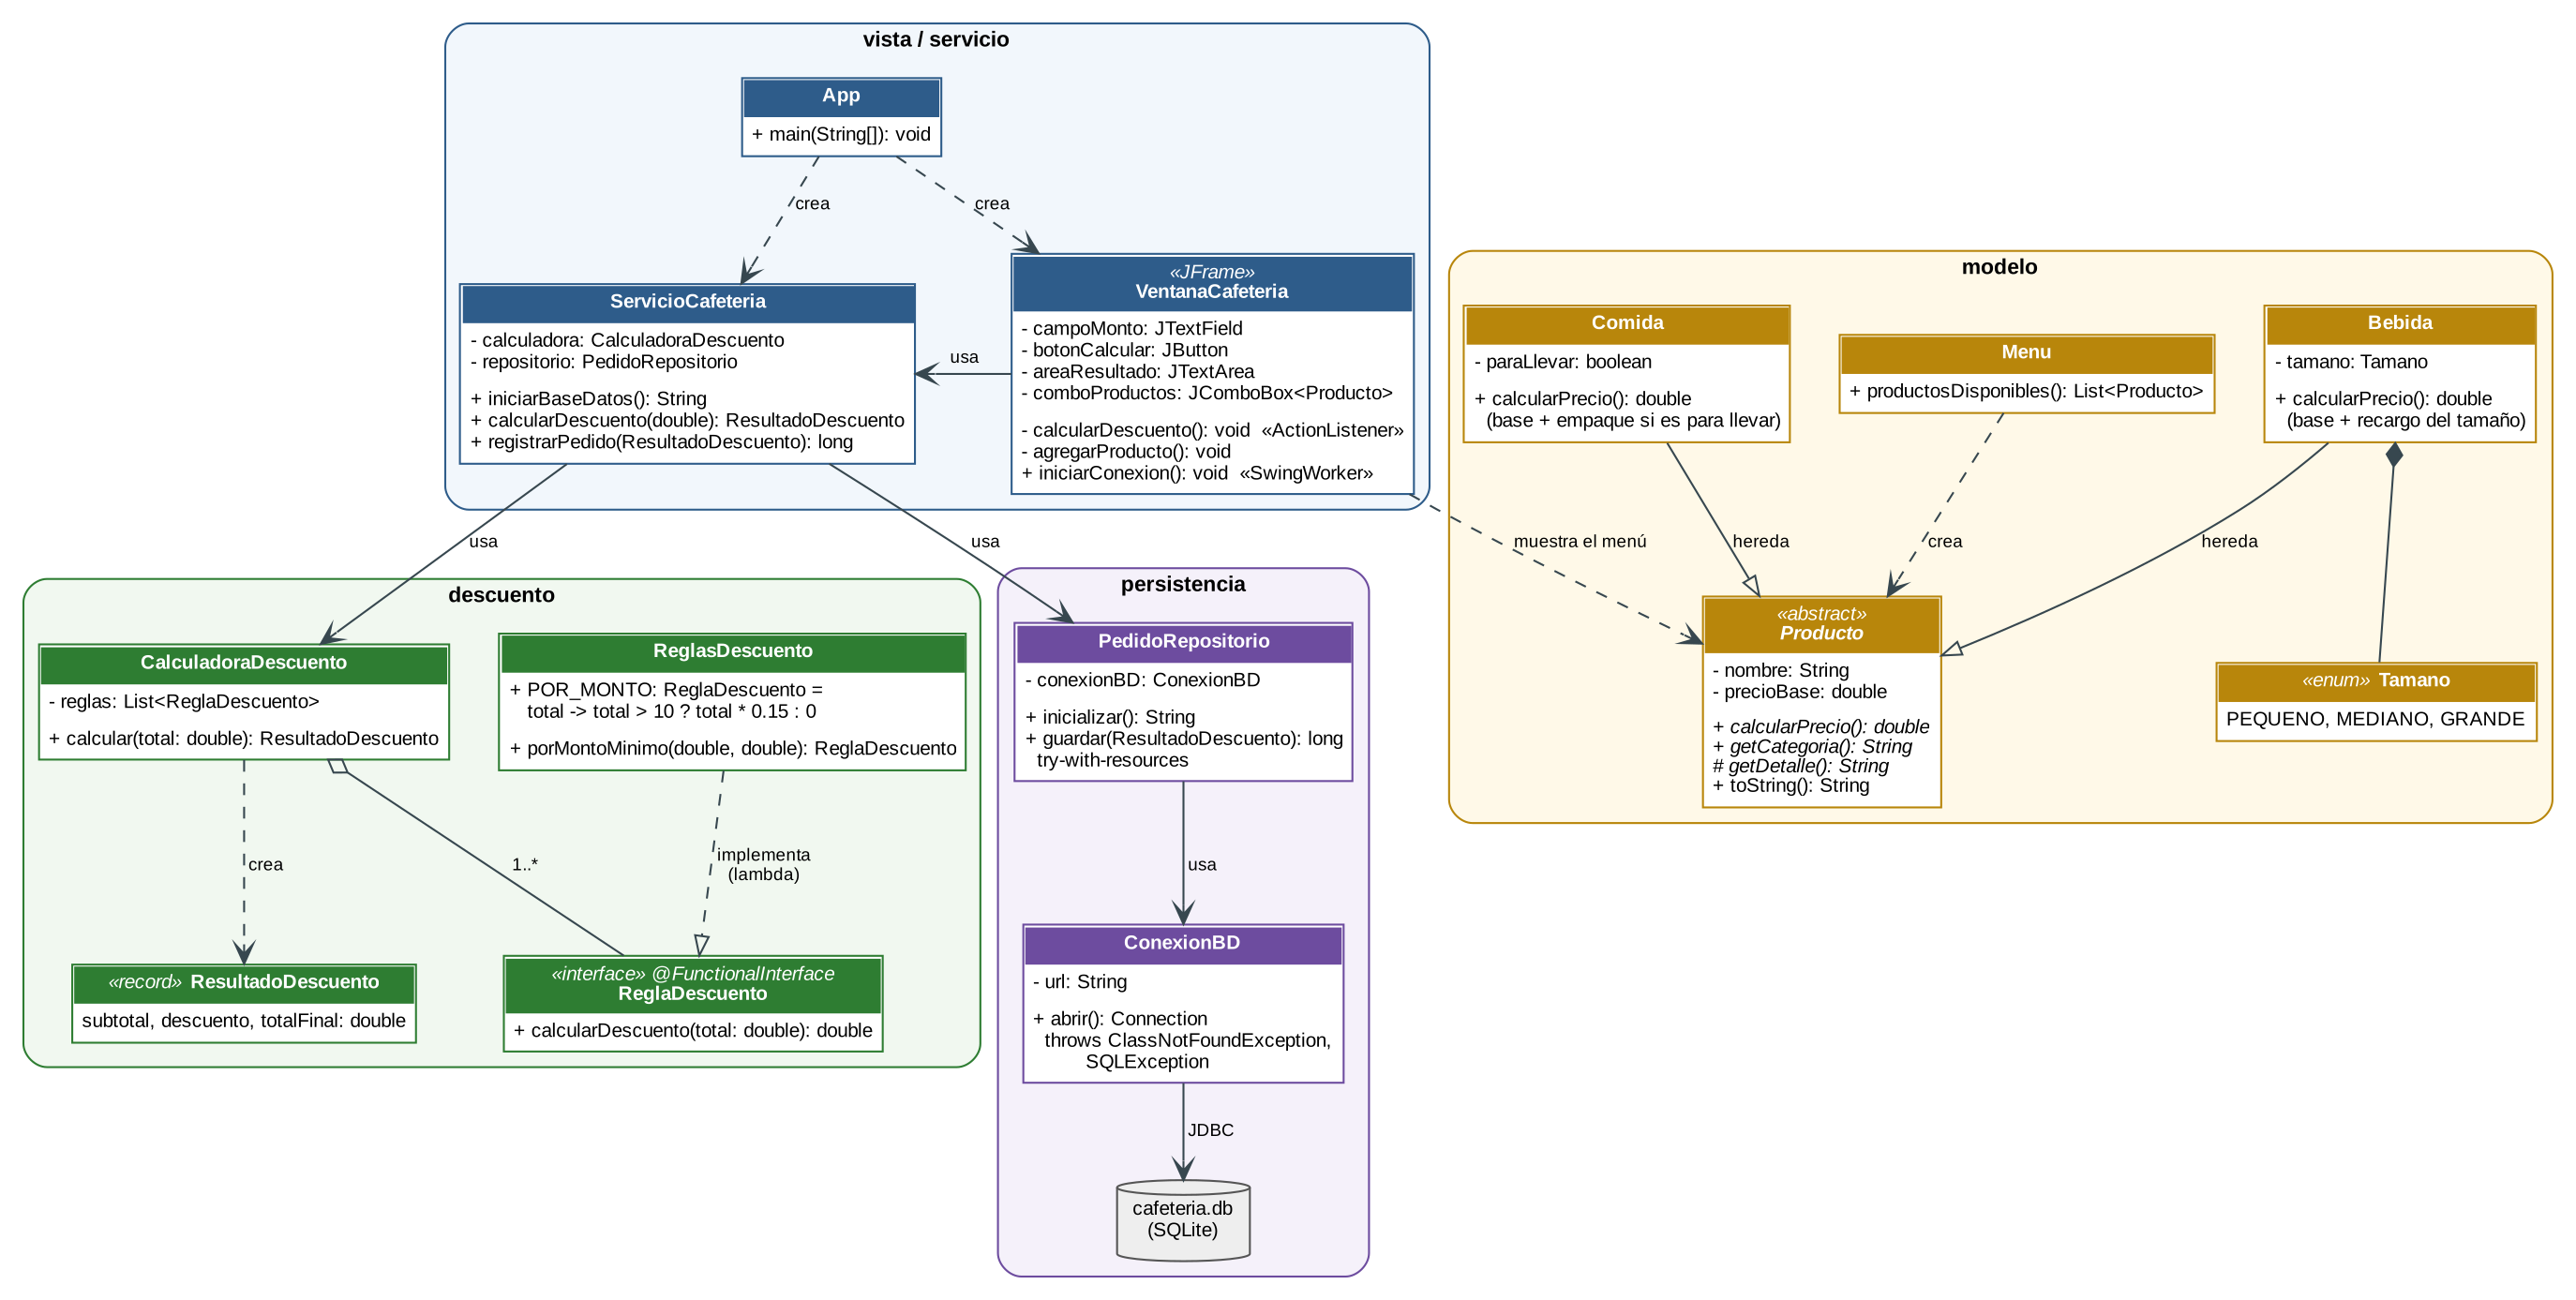 vista / servicio
App
+ main(String[]): void
crea
crea
ServicioCafeteria
- calculadora: CalculadoraDescuento
- repositorio: PedidoRepositorio
+ iniciarBaseDatos(): String
+ calcularDescuento(double): ResultadoDescuento
+ registrarPedido(ResultadoDescuento): long
usa
«JFrame»
VentanaCafeteria
- campoMonto: JTextField
- botonCalcular: JButton
- areaResultado: JTextArea
- comboProductos: JComboBox<Producto>
- calcularDescuento(): void «ActionListener»
- agregarProducto(): void
+ iniciarConexion(): void «SwingWorker»
modelo
Comida
- paraLlevar: boolean
+ calcularPrecio(): double
(base + empaque si es para llevar)
Menu
+ productosDisponibles(): List<Producto>
Bebida
- tamano: Tamano
+ calcularPrecio(): double
(base + recargo del tamaño)
usa
usa
muestra el menú
hereda
crea
hereda
«abstract»
Producto
- nombre: String
- precioBase: double
+ calcularPrecio(): double
+ getCategoria(): String
# getDetalle(): String
+ toString(): String
«enum» Tamano
PEQUENO, MEDIANO, GRANDE
descuento
CalculadoraDescuento
- reglas: List<ReglaDescuento>
+ calcular(total: double): ResultadoDescuento
ReglasDescuento
+ POR_MONTO: ReglaDescuento =
total -> total > 10 ? total * 0.15 : 0
+ porMontoMinimo(double, double): ReglaDescuento
crea
1..*
implementa
(lambda)
«record» ResultadoDescuento
subtotal, descuento, totalFinal: double
«interface» @FunctionalInterface
ReglaDescuento
+ calcularDescuento(total: double): double
persistencia
PedidoRepositorio
- conexionBD: ConexionBD
+ inicializar(): String
+ guardar(ResultadoDescuento): long
try-with-resources
usa
ConexionBD
- url: String
+ abrir(): Connection
throws ClassNotFoundException,
SQLException
JDBC
cafeteria.db
(SQLite)